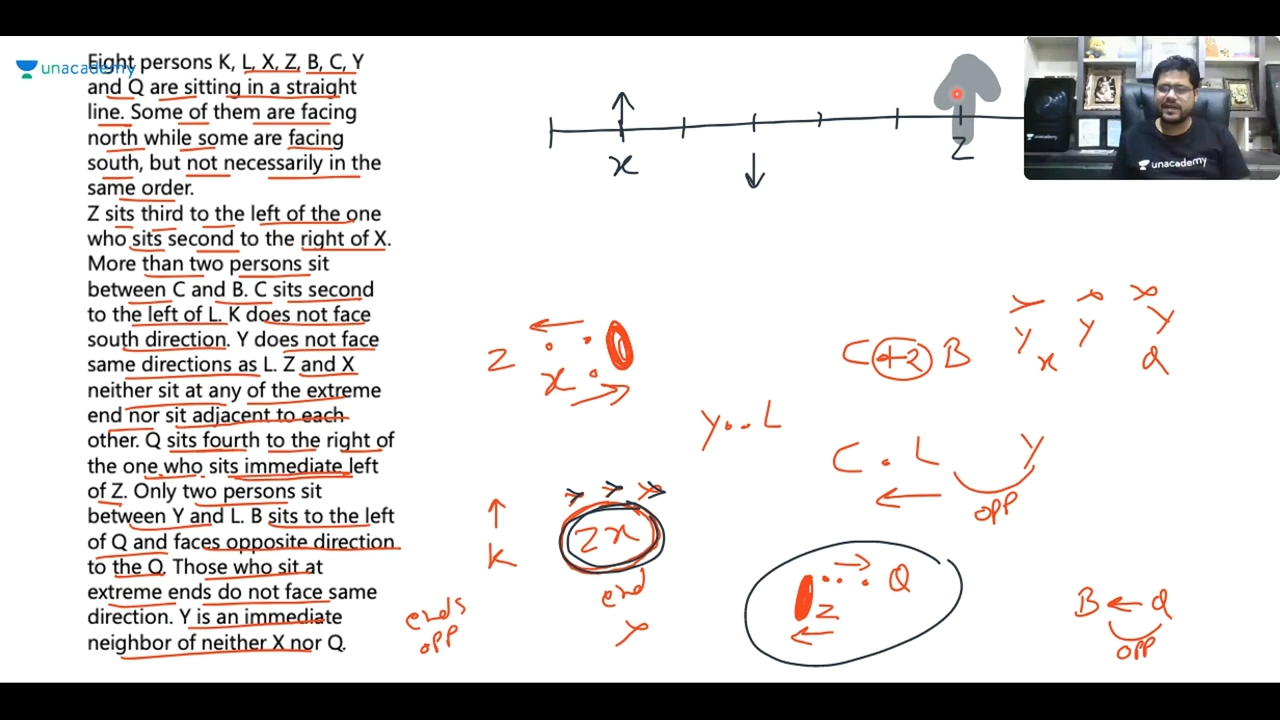 Eight persons K, L, X, Z, B, C, Y
unacademy
and Q are sitting in a straight
line. Some of them are facing
north while some are facing
south, but not necessarily in the
same order.
Z sits third to the left of the one
who sits second to the right of X.
More than two persons sit
between C and B. C sits second
to the left of L. K does not face
south direction. Y does not face
same directions as L. Z and X
neither sit at any of the extreme
end nor sit adjacent to each
other. Q sits fourth to the right of
the one who sits immediate left
of Z. Only two persons sit
between Y and L. B sits to the left
of Q and faces opposite direction
to the Q. Those who sit at
extreme ends do not face same
direction. Y is an immediate
neighbor of neither X nor Q.
x
Z
unacademy
Z
x
C +2 B
Y Y Y
x Q
Y . . L
C . L Y
opp
K
Z x
end
ends
opp
Q
Z
B ← Q
opp